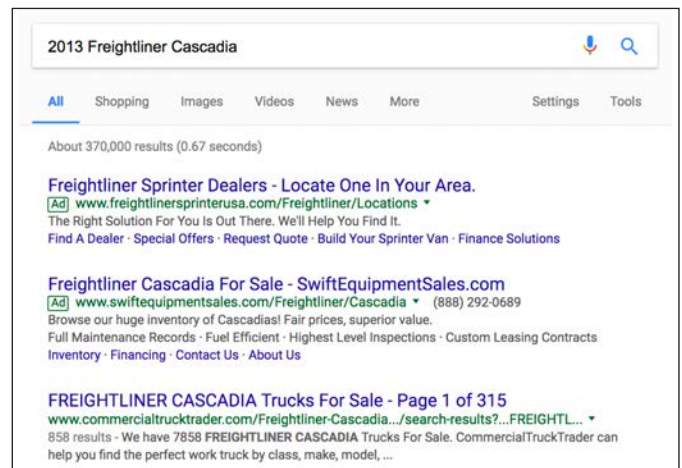 2013 Freightliner Cascadia
All Shopping Images Videos News More Settings Tools
About 370,000 results (0.67 seconds)
Freightliner Sprinter Dealers - Locate One In Your Area.
Ad www.freightlinersprinterusa.com/Freightliner/Locations
The Right Solution For You Is Out There. We'll Help You Find It.
Find A Dealer · Special Offers · Request Quote · Build Your Sprinter Van · Finance Solutions
Freightliner Cascadia For Sale - SwiftEquipmentSales.com
Ad www.swiftequipmentsales.com/Freightliner/Cascadia (888) 292-0689
Browse our huge inventory of Cascadias! Fair prices, superior value.
Full Maintenance Records · Fuel Efficient · Highest Level Inspections · Custom Leasing Contracts
Inventory · Financing · Contact Us · About Us
FREIGHTLINER CASCADIA Trucks For Sale - Page 1 of 315
www.commercialtrucktrader.com/Freightliner-Cascadia.../search-results?...FREIGHTL...
858 results - We have 7858 FREIGHTLINER CASCADIA Trucks For Sale. CommercialTruckTrader can
help you find the perfect work truck by class, make, model, ...